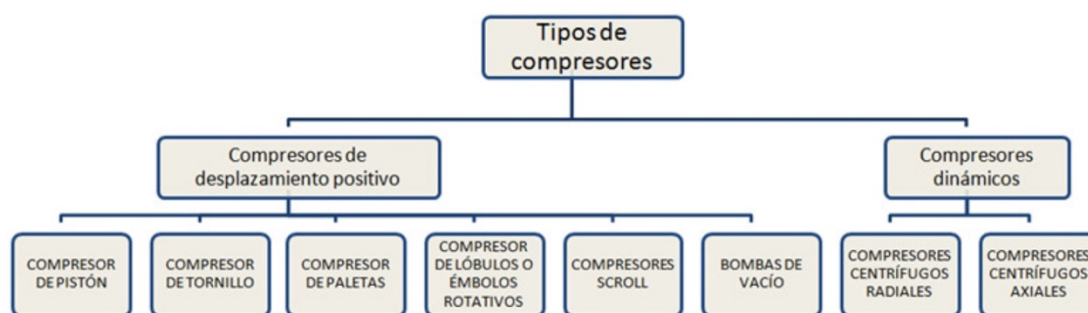 Tipos de
compresores
Compresores de
desplazamiento positivo
Compresores
dinámicos
COMPRESOR
DE PISTÓN
COMPRESOR
DE TORNILLO
COMPRESOR
DE PALETAS
COMPRESOR
DE LÓBULOS O
ÉMBOLOS
ROTATIVOS
COMPRESORES
SCROLL
BOMBAS DE
VACÍO
COMPRESORES
CENTRÍFUGOS
RADIALES
COMPRESORES
CENTRÍFUGOS
AXIALES